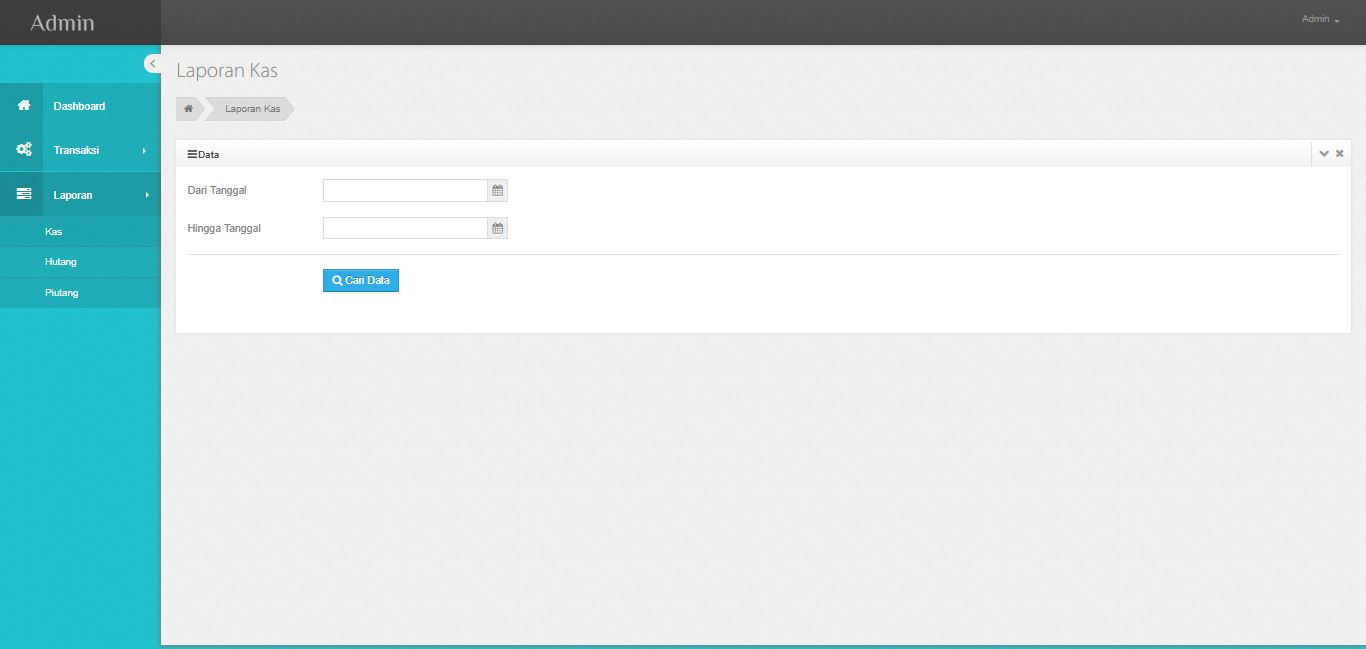 Admin
Admin
Laporan Kas
Laporan Kas
Dashboard
Transaksi
Laporan
Kas
Hutang
Piutang
Data
Dari Tanggal
Hingga Tanggal
Cari Data